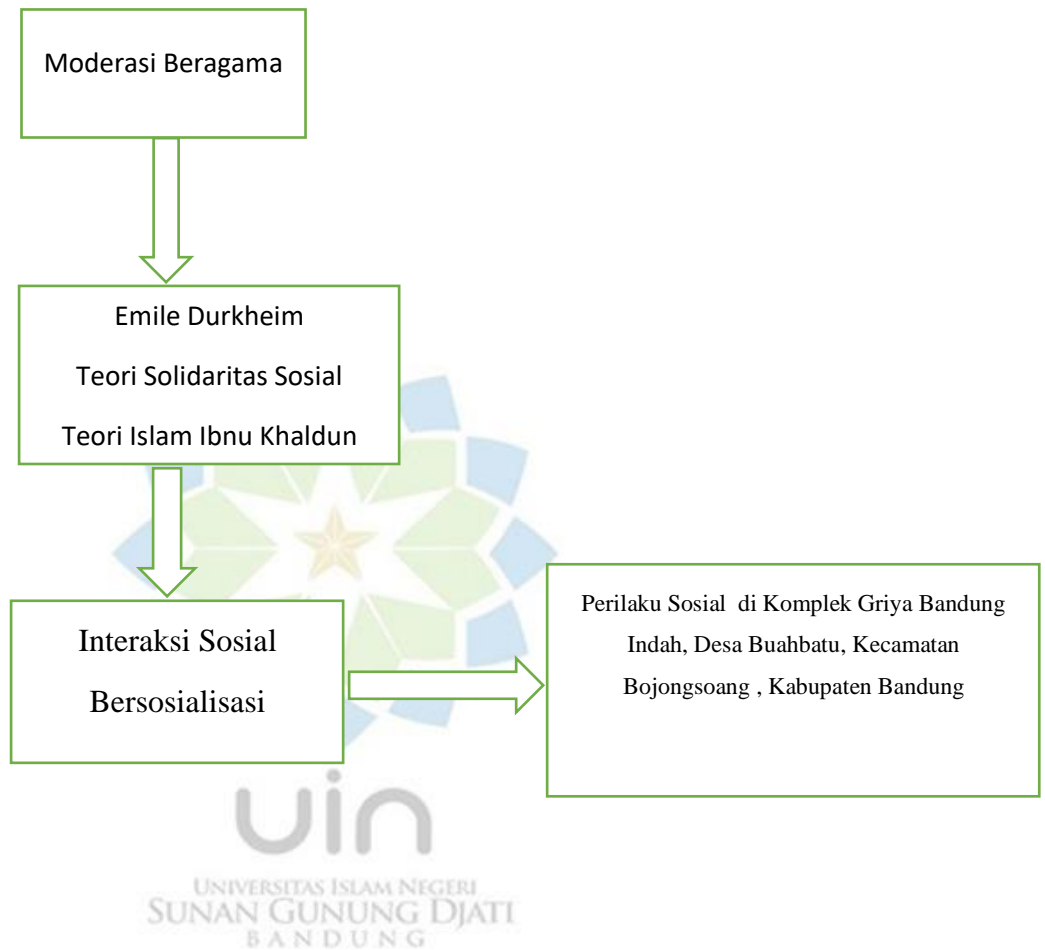 Moderasi Beragama
Emile Durkheim
Teori Solidaritas Sosial
Teori Islam Ibnu Khaldun
Interaksi Sosial
Bersosialisasi
Perilaku Sosial di Komplek Griya Bandung
Indah, Desa Buahbatu, Kecamatan
Bojongsoang , Kabupaten Bandung
uin
UNIVERSITAS ISLAM NEGERI
SUNAN GUNUNG DJATI
BANDUNG